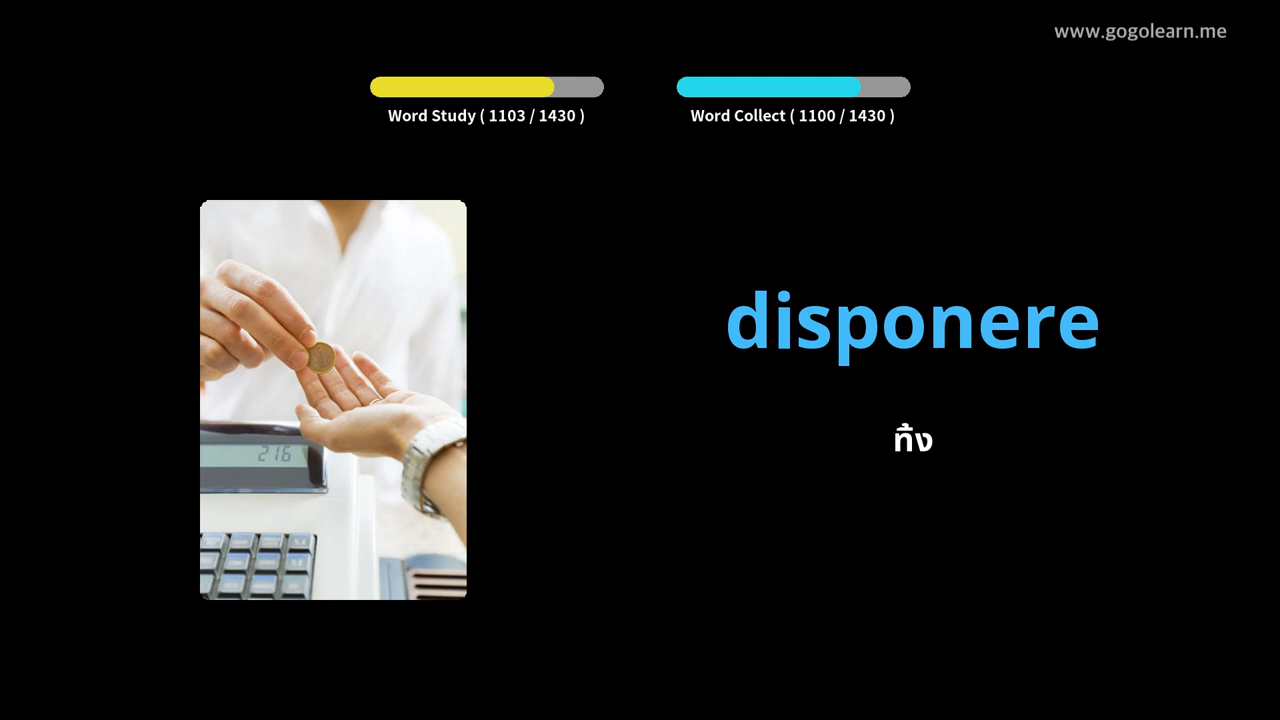 www.gogolearn.me
Word Study ( 1103 / 1430 )
Word Collect ( 1100 / 1430 )
disponere
ทิ้ง
216